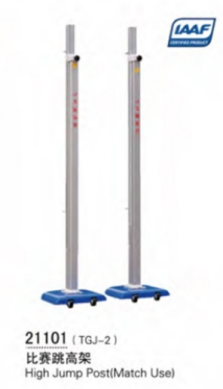 IAAF
CERTIFIED PRODUCT
21101 ( TGJ-2 )
比赛跳高架
High Jump Post(Match Use)